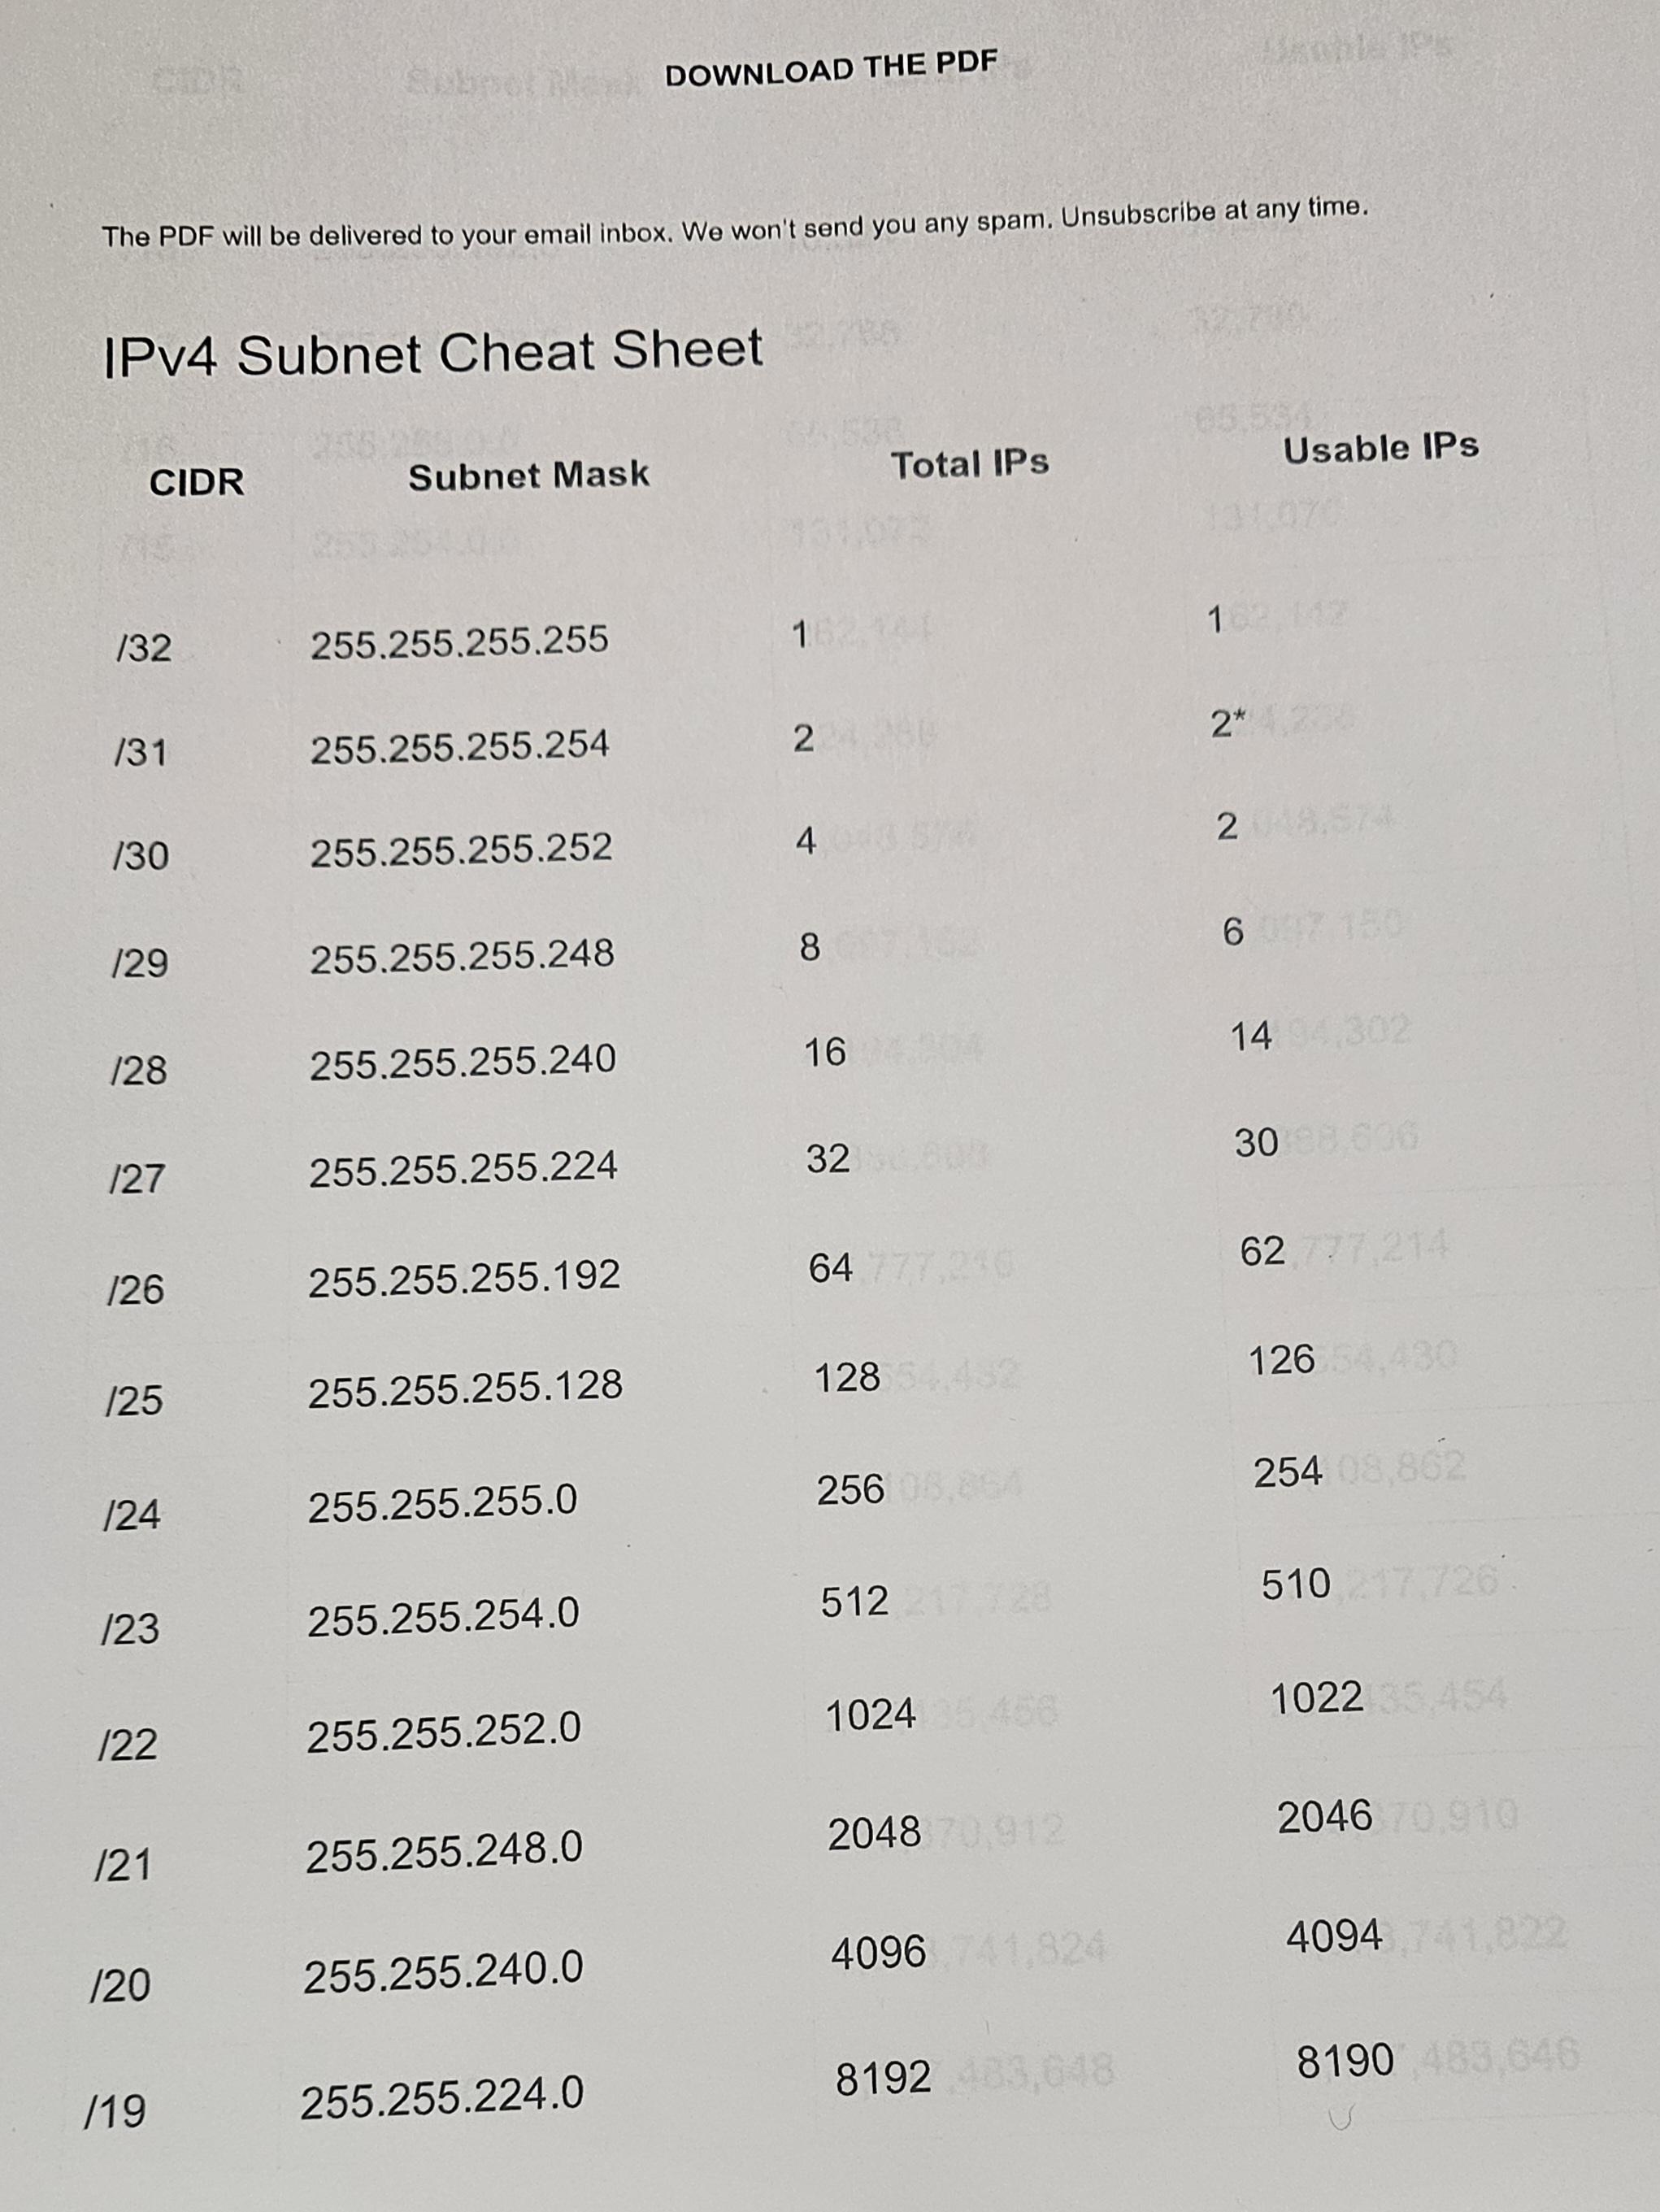 DOWNLOAD THE PDF
The PDF will be delivered to your email inbox. We won't send you any spam. Unsubscribe at any time.
IPv4 Subnet Cheat Sheet
CIDR Subnet Mask Total IPs Usable IPs
/32 255.255.255.255 1 1
/31 255.255.255.254 2 2*
/30 255.255.255.252 4 2
/29 255.255.255.248 8 6
/28 255.255.255.240 16 14
/27 255.255.255.224 32 30
/26 255.255.255.192 64 62
/25 255.255.255.128 128 126
/24 255.255.255.0 256 254
/23 255.255.254.0 512 510
/22 255.255.252.0 1024 1022
/21 255.255.248.0 2048 2046
/20 255.255.240.0 4096 4094
/19 255.255.224.0 8192 8190